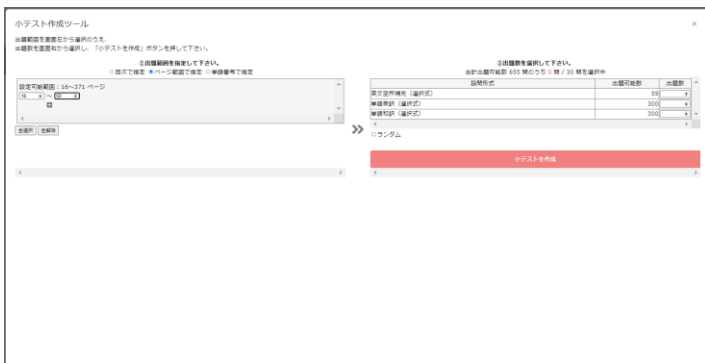 小テスト作成ツール
×
出題範囲を画面左から選択のうえ、
出題数を画面右から選択し、「小テストを作成」ボタンを押して下さい。
①出題範囲を指定して下さい。
目次で指定 ページ範囲で指定 単語番号で指定
設定可能範囲：16～371 ページ
16 ～ 50
全選択 全解除
②出題数を選択して下さい。
合計出題可能数 655 問のうち 0 問 / 30 問を選択中
設問形式 出題可能数 出題数
英文空所補充（選択式） 55
単語英訳（選択式） 300
単語和訳（選択式） 300
ランダム
小テストを作成